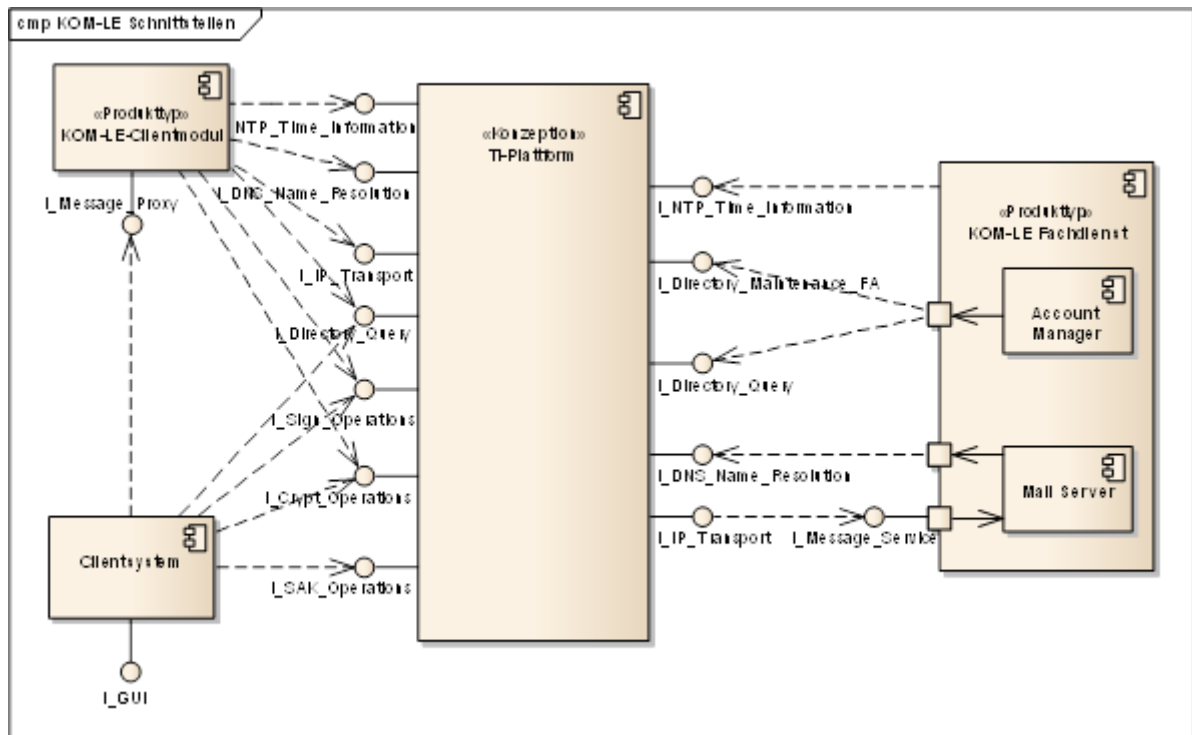 cmp KOM-LE Schnittstellen
«Produkttyp»
KOM-LE-Clientmodul
I_Message_Proxy
NTP_Time_Information
I_DNS_Name_Resolution
I_IP_Transport
I_Directory_Query
I_Sign_Operations
I_Crypt_Operations
I_SAK_Operations
Clientsystem
I_GUI
«Konzeption»
TI-Plattform
I_NTP_Time_Information
I_Directory_Maintenance_FA
I_Directory_Query
I_DNS_Name_Resolution
I_IP_Transport
I_Message_Service
«Produkttyp»
KOM-LE Fachdienst
Account
Manager
Mail Server